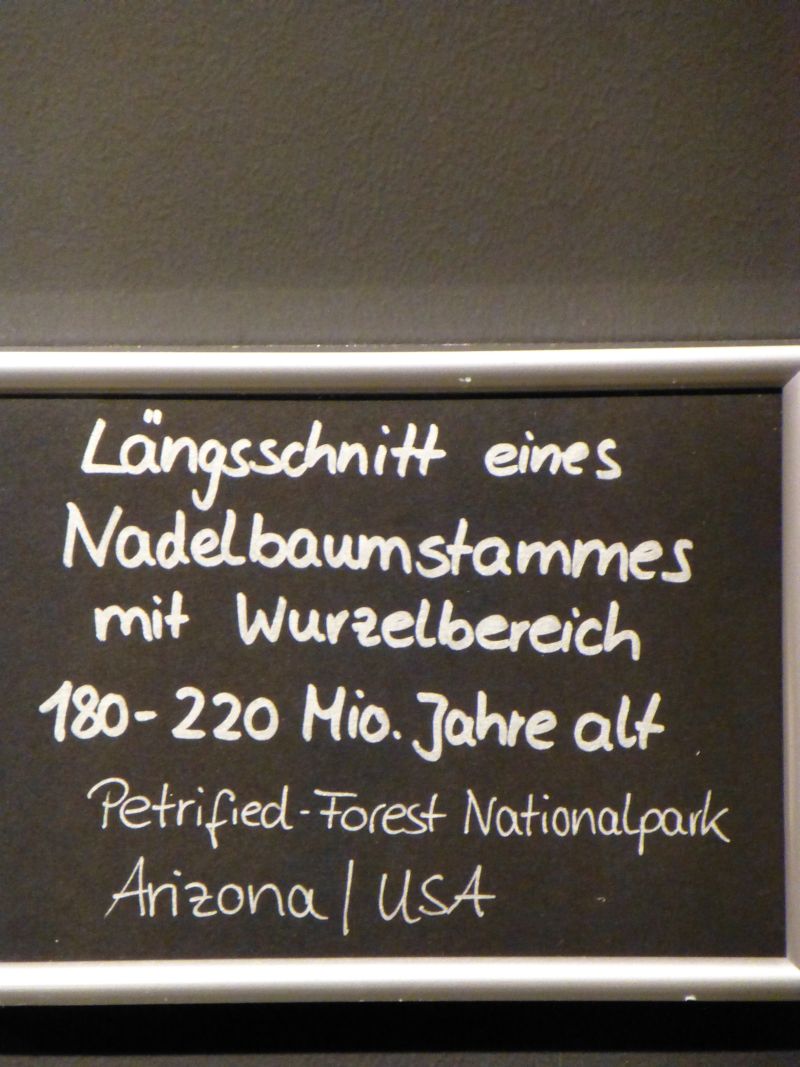 Längsschnitt eines
Nadelbaumstammes
mit Wurzelbereich
180-220 Mio. Jahre alt
Petrified-Forest Nationalpark
Arizona / USA